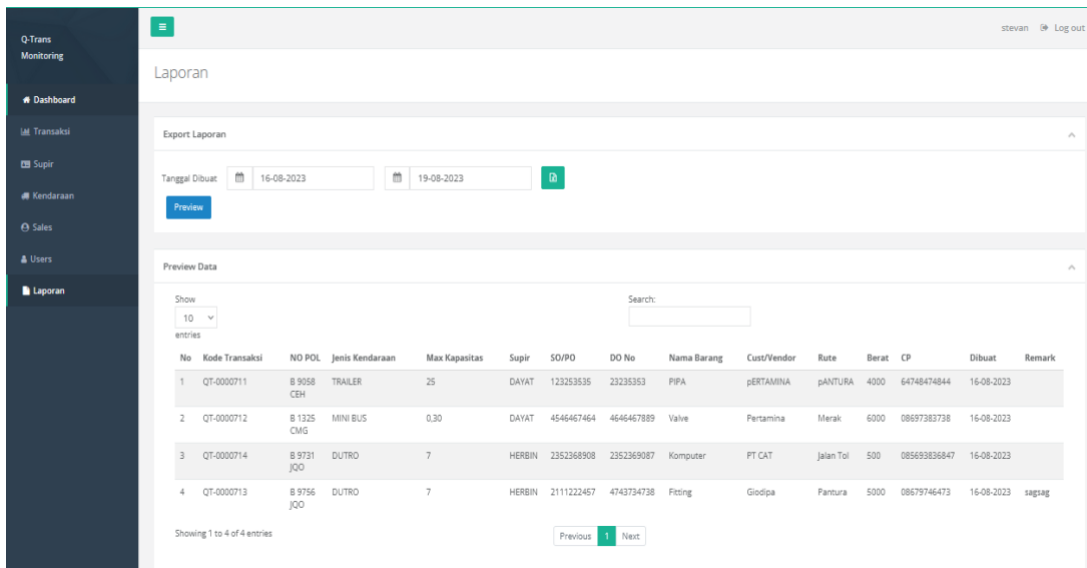 Q-Trans
Monitoring
stevan Log out
Laporan
Dashboard
Transaksi
Supir
Kendaraan
Sales
Users
Laporan
Export Laporan
Tanggal Dibuat 16-08-2023 19-08-2023
Preview
Preview Data
Show
10
entries
Search:
No Kode Transaksi NO POL Jenis Kendaraan Max Kapasitas Supir SO/PO DO No Nama Barang Cust/Vendor Rute Berat CP Dibuat Remark
1 QT-0000711 B 9058 TRAILER 25 DAYAT 123253535 23235353 PIPA pERTAMINA pANTURA 4000 64748474844 16-08-2023
CEH
2 QT-0000712 B 1325 MINI BUS 0,30 DAYAT 4546467464 4646467889 Valve Pertamina Merak 6000 08697383738 16-08-2023
CMG
3 QT-0000714 B 9731 DUTRO 7 HERBIN 2352368908 2352369087 Komputer PT CAT Jalan Tol 500 085693836847 16-08-2023
JQO
4 QT-0000713 B 9756 DUTRO 7 HERBIN 2111222457 4743734738 Fitting Giodipa Pantura 5000 08679746473 16-08-2023 sagsag
JQO
Showing 1 to 4 of 4 entries
Previous 1 Next